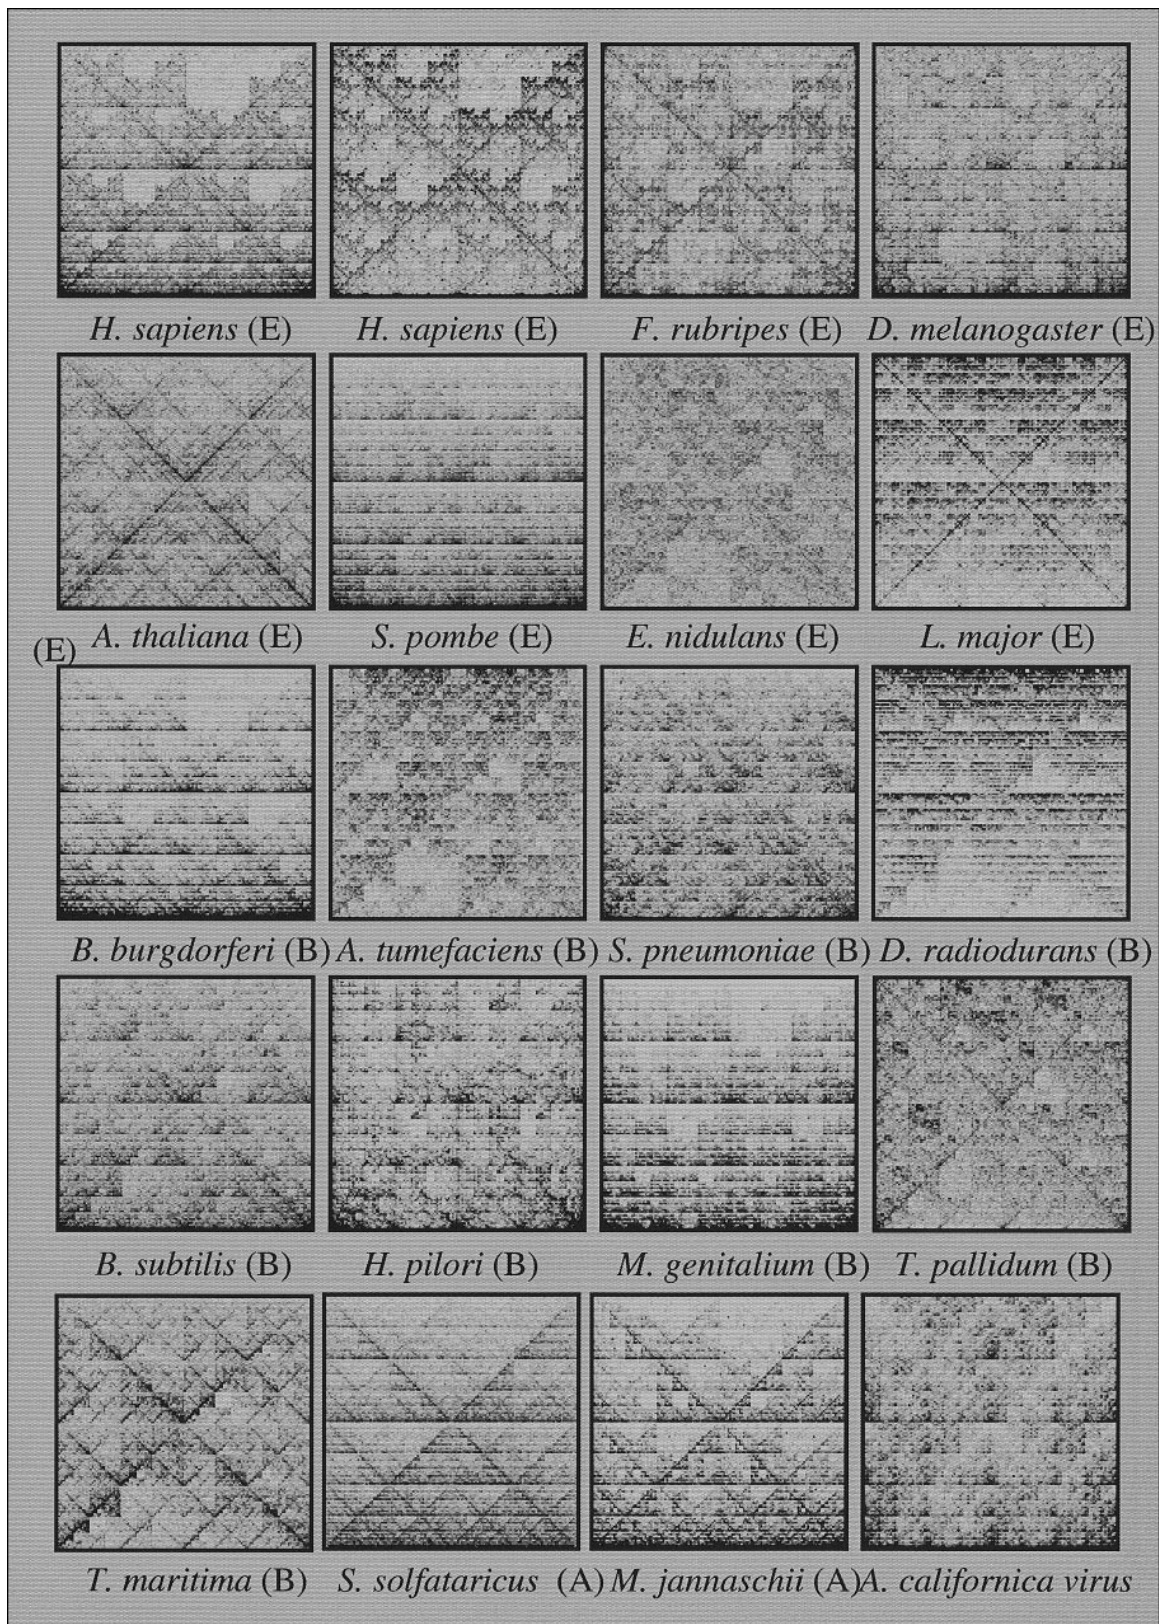 H. sapiens (E) H. sapiens (E) F. rubripes (E) D. melanogaster (E)
A. thaliana (E) S. pombe (E) E. nidulans (E) L. major (E)
(E)
B. burgdorferi (B) A. tumefaciens (B) S. pneumoniae (B) D. radiodurans (B)
B. subtilis (B) H. pilori (B) M. genitalium (B) T. pallidum (B)
T. maritima (B) S. solfataricus (A) M. jannaschii (A) A. californica virus